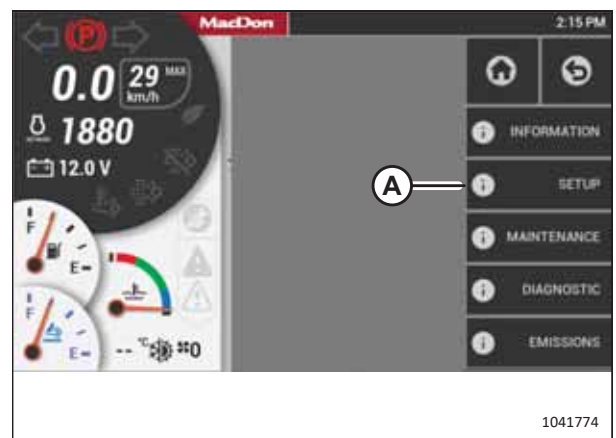 MacDon
2:15 PM
P
0.0 29 MAX
km/h
1880
12.0 V
INFORMATION
A SETUP
MAINTENANCE
DIAGNOSTIC
EMISSIONS
F
E
F
E
-- °C 0
1041774